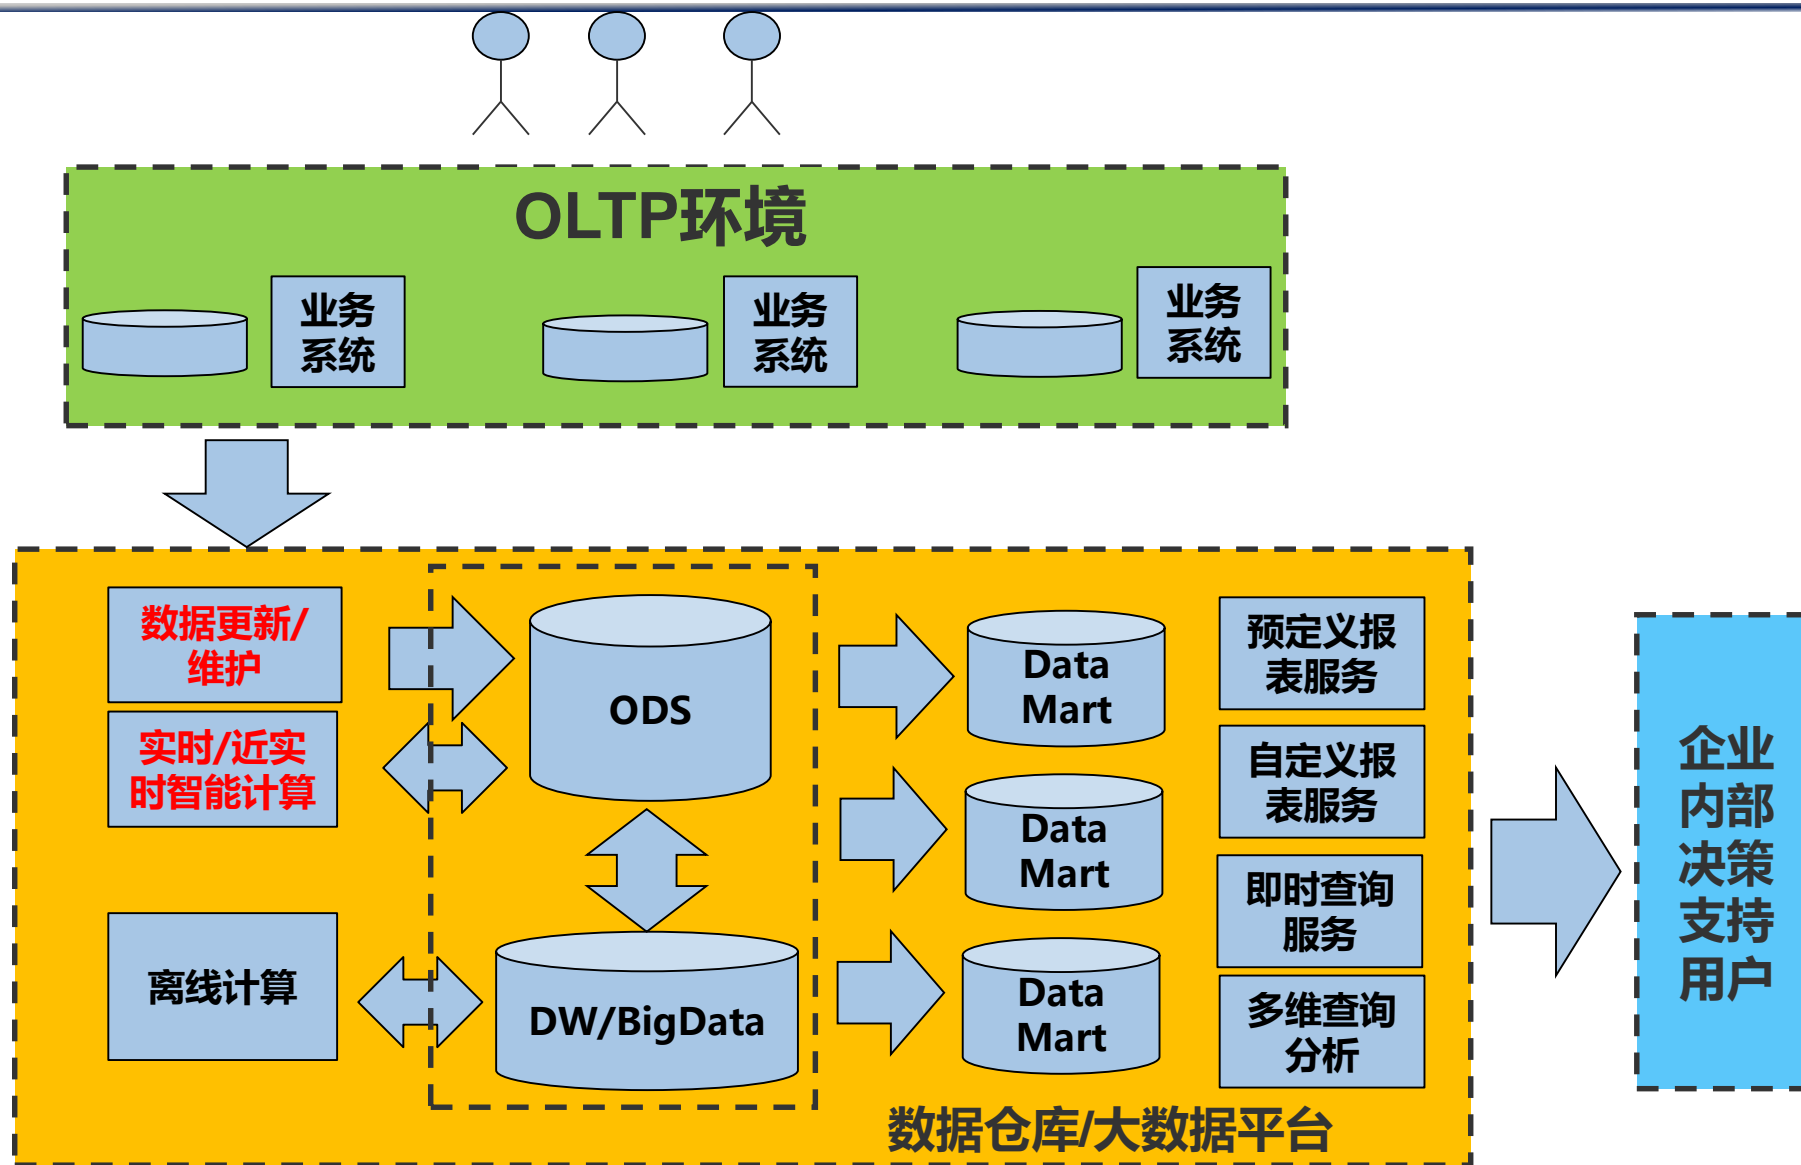 OLTP环境
业务
系统
业务
系统
业务
系统
数据更新/
维护
实时/近实
时智能计算
离线计算
ODS
DW/BigData
Data
Mart
Data
Mart
Data
Mart
预定义报
表服务
自定义报
表服务
即时查询
服务
多维查询
分析
数据仓库/大数据平台
企业
内部
决策
支持
用户